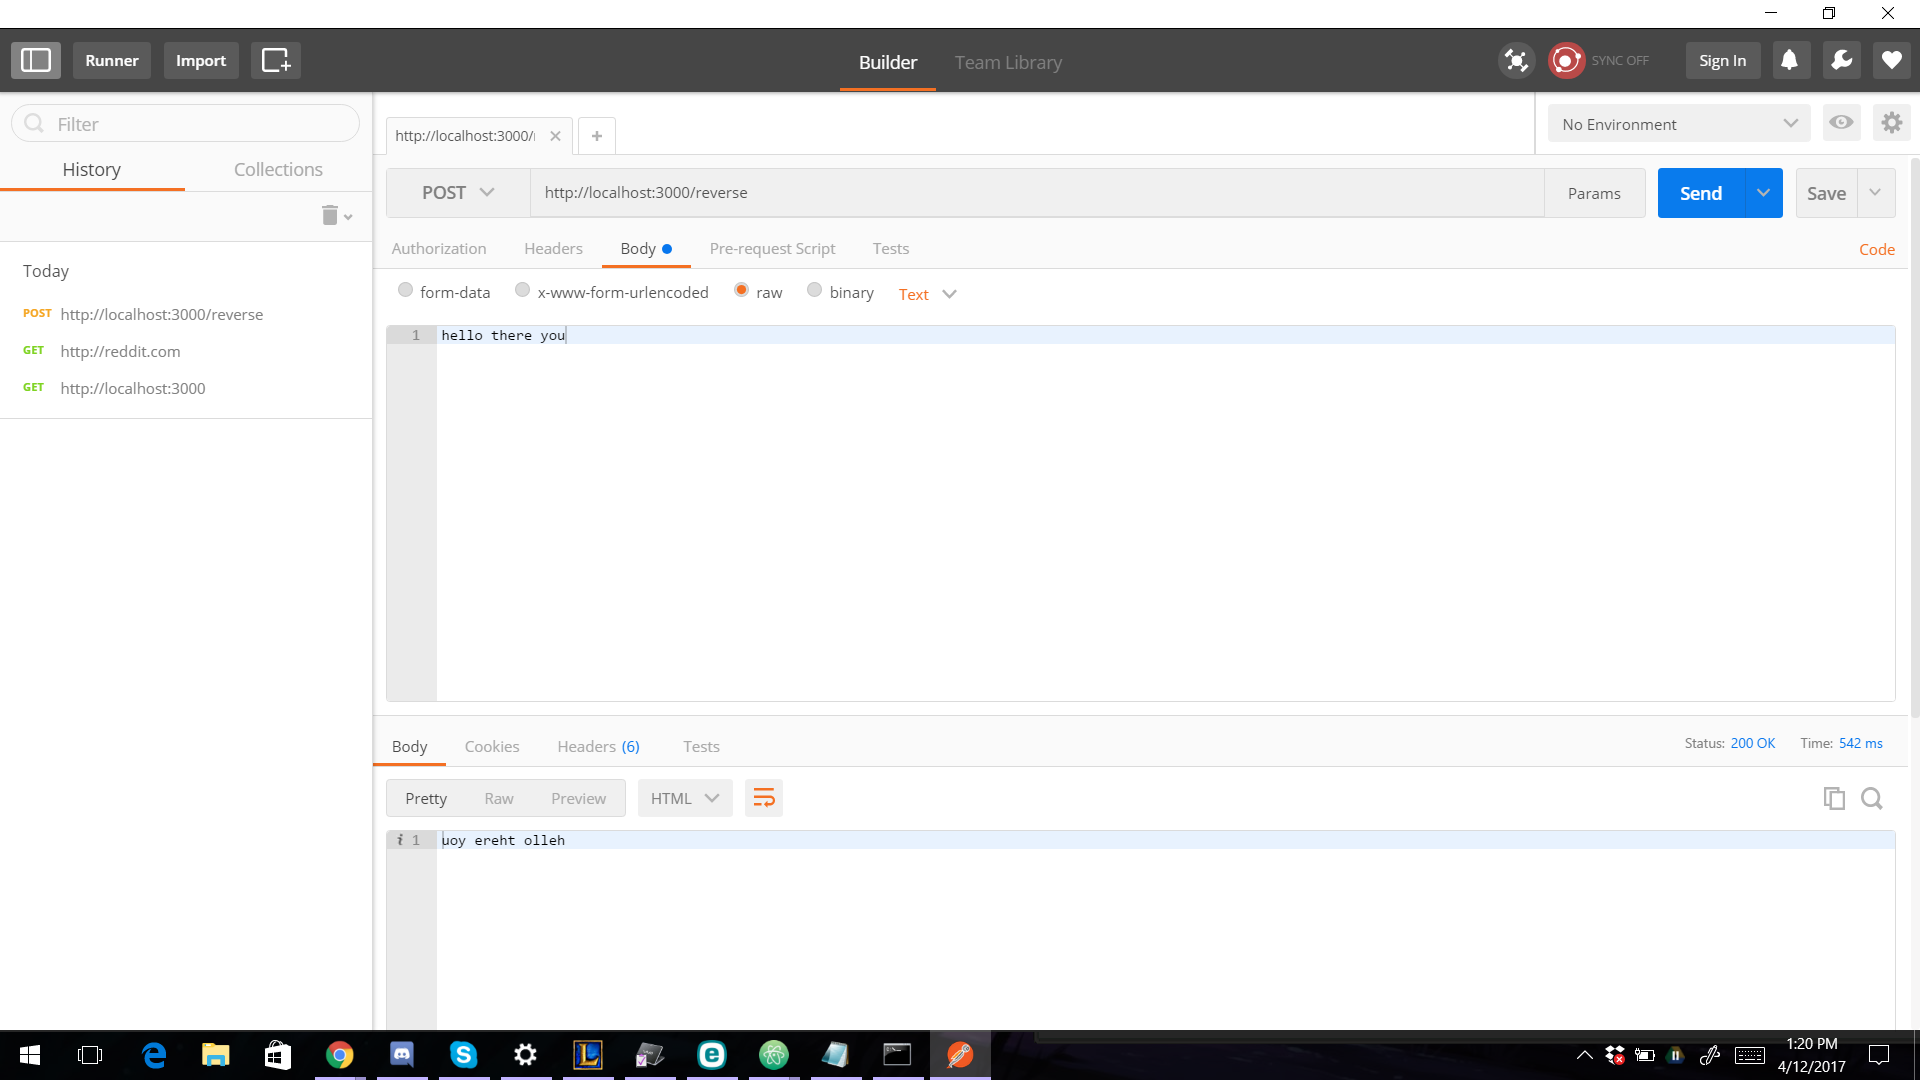 Runner Import Builder Team Library SYNC OFF Sign In
Filter
History Collections
Today
POST http://localhost:3000/reverse
GET http://reddit.com
GET http://localhost:3000
http://localhost:3000/
No Environment
POST http://localhost:3000/reverse Params Send Save
Authorization Headers Body Pre-request Script Tests Code
form-data x-www-form-urlencoded raw binary Text
1 hello there you
Body Cookies Headers (6) Tests Status: 200 OK Time: 542 ms
Pretty Raw Preview HTML
i 1 uoy ereht olleh
1:20 PM
4/12/2017